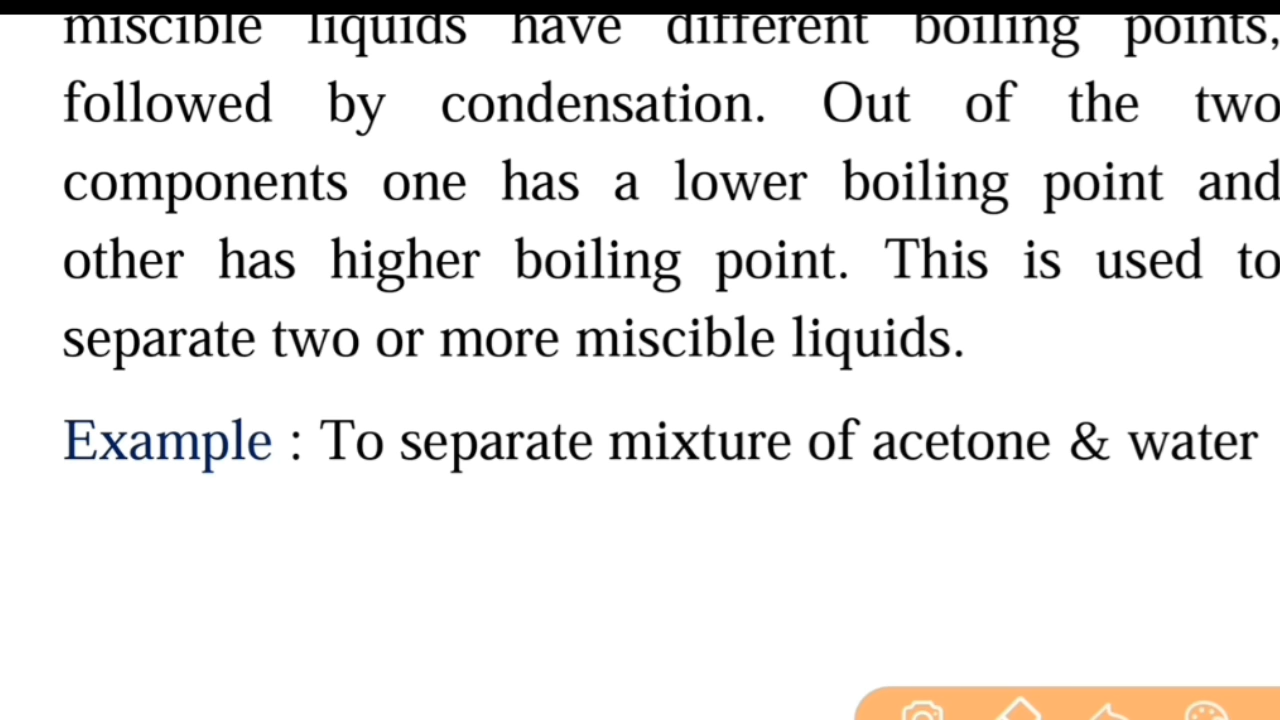 miscible liquids have different boiling points,
followed by condensation. Out of the two
components one has a lower boiling point and
other has higher boiling point. This is used to
separate two or more miscible liquids.
Example : To separate mixture of acetone & water